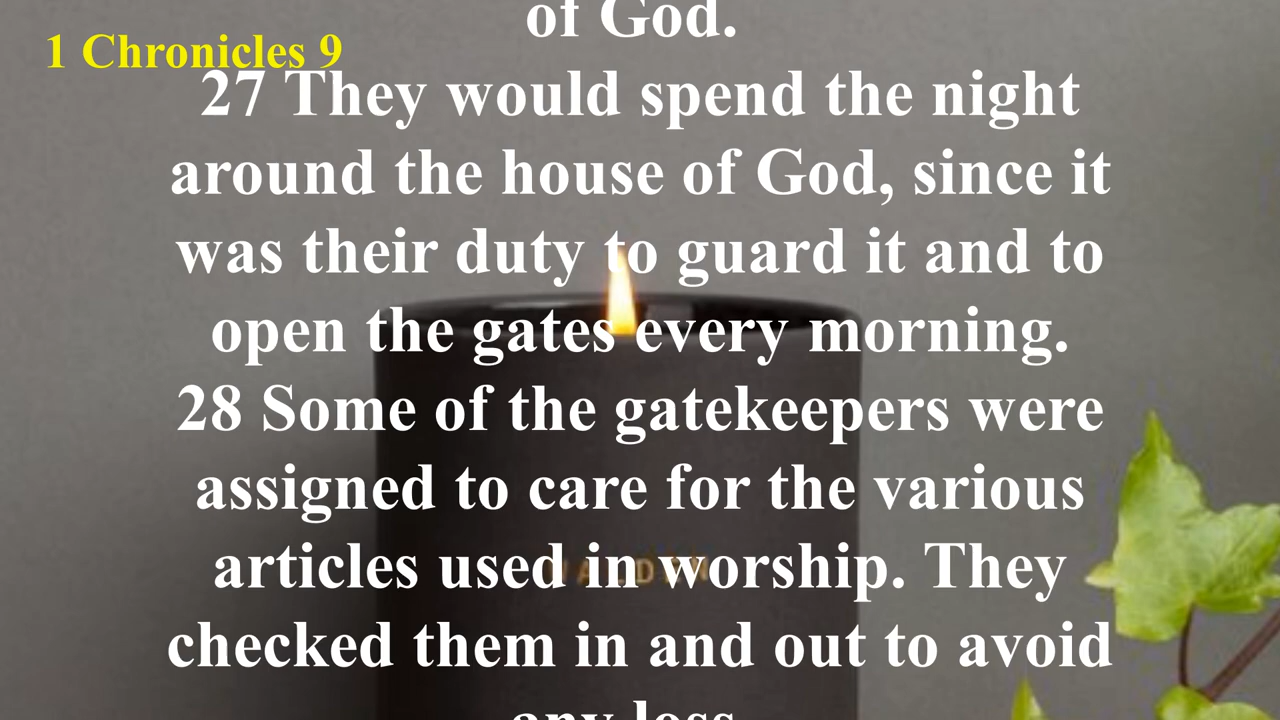 of God.
1 Chronicles 9
27 They would spend the night
around the house of God, since it
was their duty to guard it and to
open the gates every morning.
28 Some of the gatekeepers were
assigned to care for the various
articles used in worship. They
checked them in and out to avoid
any loss